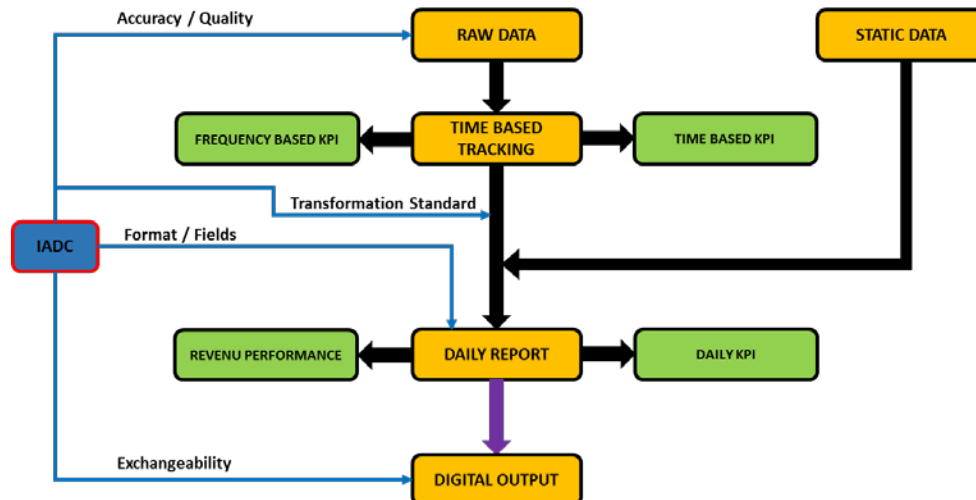 Accuracy / Quality
RAW DATA
STATIC DATA
FREQUENCY BASED KPI
TIME BASED
TRACKING
TIME BASED KPI
Transformation Standard
IADC
Format / Fields
REVENU PERFORMANCE
DAILY REPORT
DAILY KPI
Exchangeability
DIGITAL OUTPUT